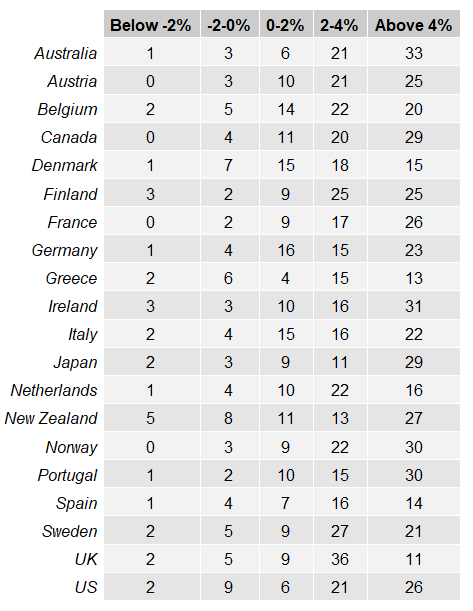 Below -2% -2-0% 0-2% 2-4% Above 4%
Australia 1 3 6 21 33
Austria 0 3 10 21 25
Belgium 2 5 14 22 20
Canada 0 4 11 20 29
Denmark 1 7 15 18 15
Finland 3 2 9 25 25
France 0 2 9 17 26
Germany 1 4 16 15 23
Greece 2 6 4 15 13
Ireland 3 3 10 16 31
Italy 2 4 15 16 22
Japan 2 3 9 11 29
Netherlands 1 4 10 22 16
New Zealand 5 8 11 13 27
Norway 0 3 9 22 30
Portugal 1 2 10 15 30
Spain 1 4 7 16 14
Sweden 2 5 9 27 21
UK 2 5 9 36 11
US 2 9 6 21 26